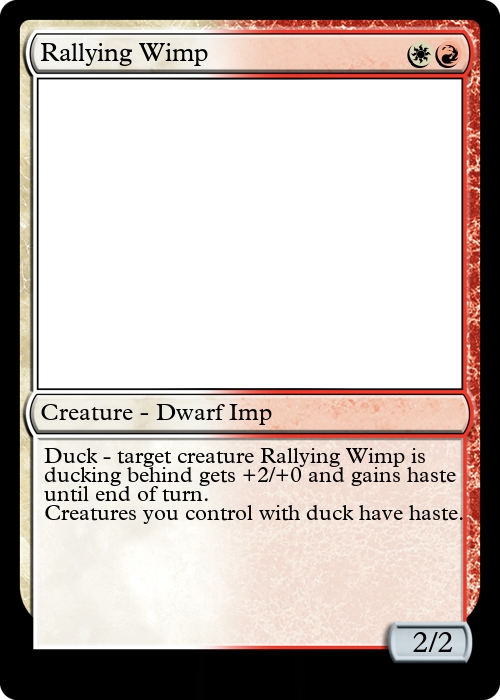 Rallying Wimp
Creature - Dwarf Imp
Duck - target creature Rallying Wimp is
ducking behind gets +2/+0 and gains haste
until end of turn.
Creatures you control with duck have haste.
2/2